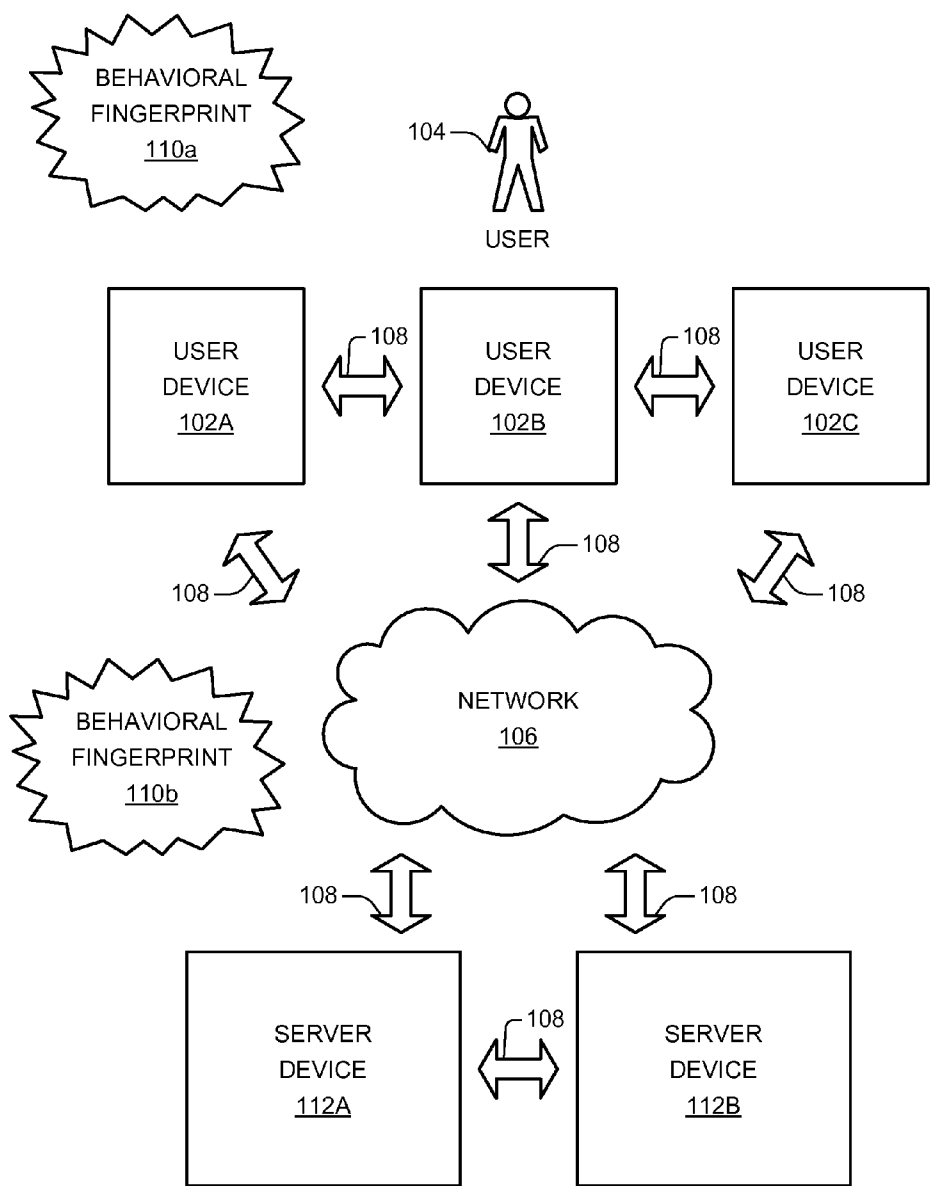 BEHAVIORAL
FINGERPRINT
110a
104
USER
USER
DEVICE
102A
108
USER
DEVICE
102B
108
USER
DEVICE
102C
108
108
108
BEHAVIORAL
FINGERPRINT
110b
NETWORK
106
108
108
SERVER
DEVICE
112A
108
SERVER
DEVICE
112B